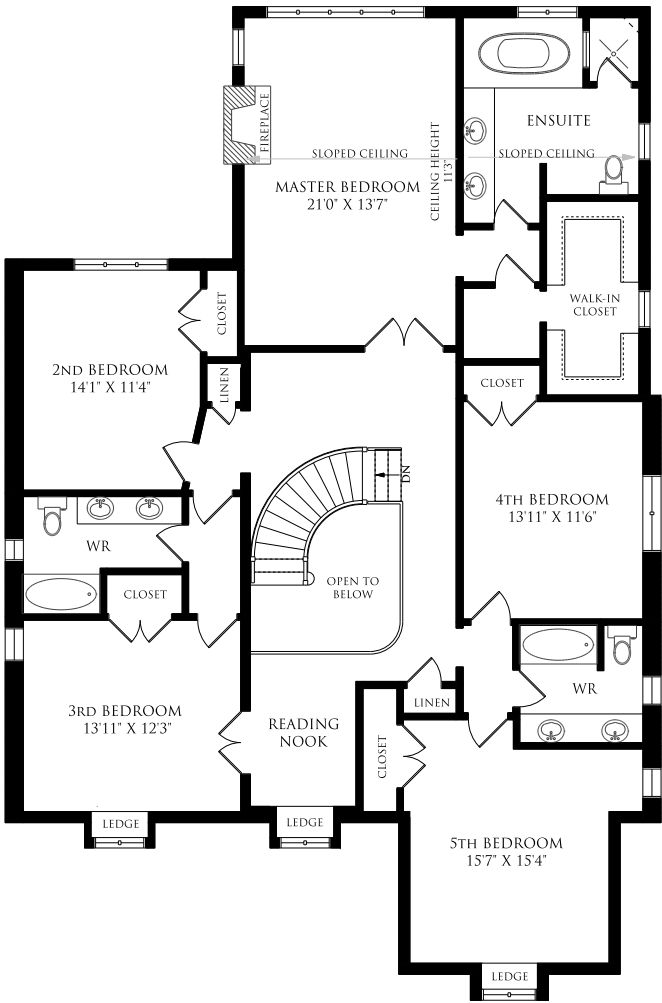 FIREPLACE
SLOPED CEILING
CEILING HEIGHT
11'3"
MASTER BEDROOM
21'0" X 13'7"
ENSUITE
SLOPED CEILING
WALK-IN
CLOSET
CLOSET
2ND BEDROOM
14'1" X 11'4"
LINEN
CLOSET
DN
4TH BEDROOM
13'11" X 11'6"
WR
CLOSET
OPEN TO
BELOW
3RD BEDROOM
13'11" X 12'3"
READING
NOOK
LINEN
WR
CLOSET
LEDGE
LEDGE
5TH BEDROOM
15'7" X 15'4"
LEDGE